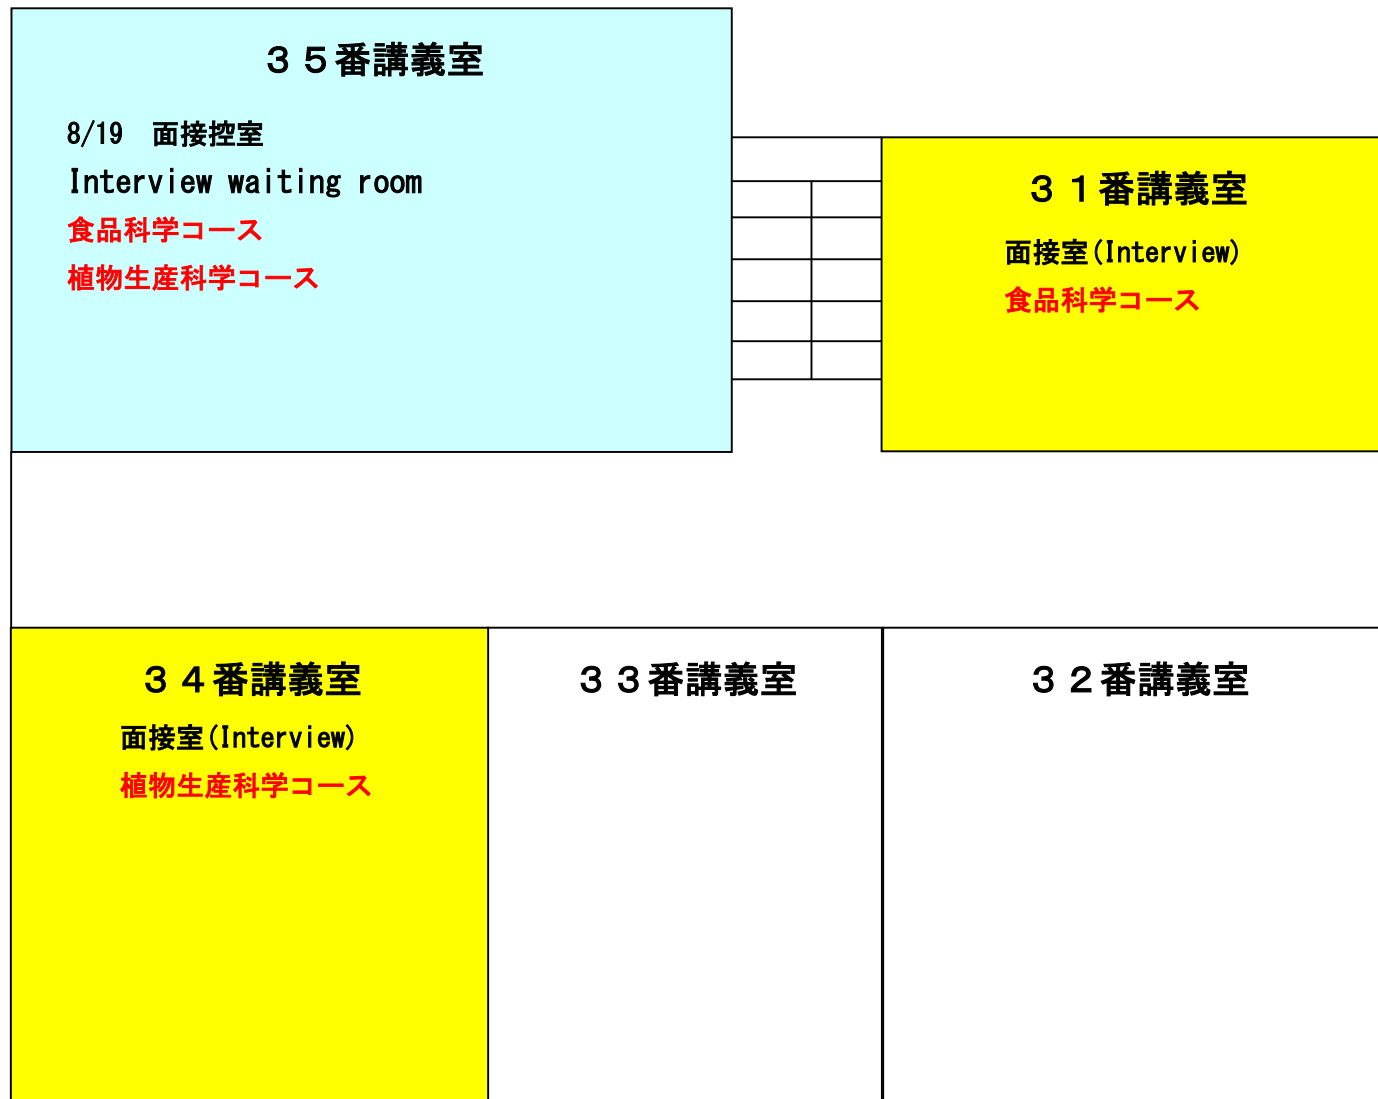 ３５番講義室
8/19　面接控室
Interview waiting room
食品科学コース
植物生産科学コース
３１番講義室
面接室(Interview)
食品科学コース
３４番講義室
面接室(Interview)
植物生産科学コース
３３番講義室
３２番講義室